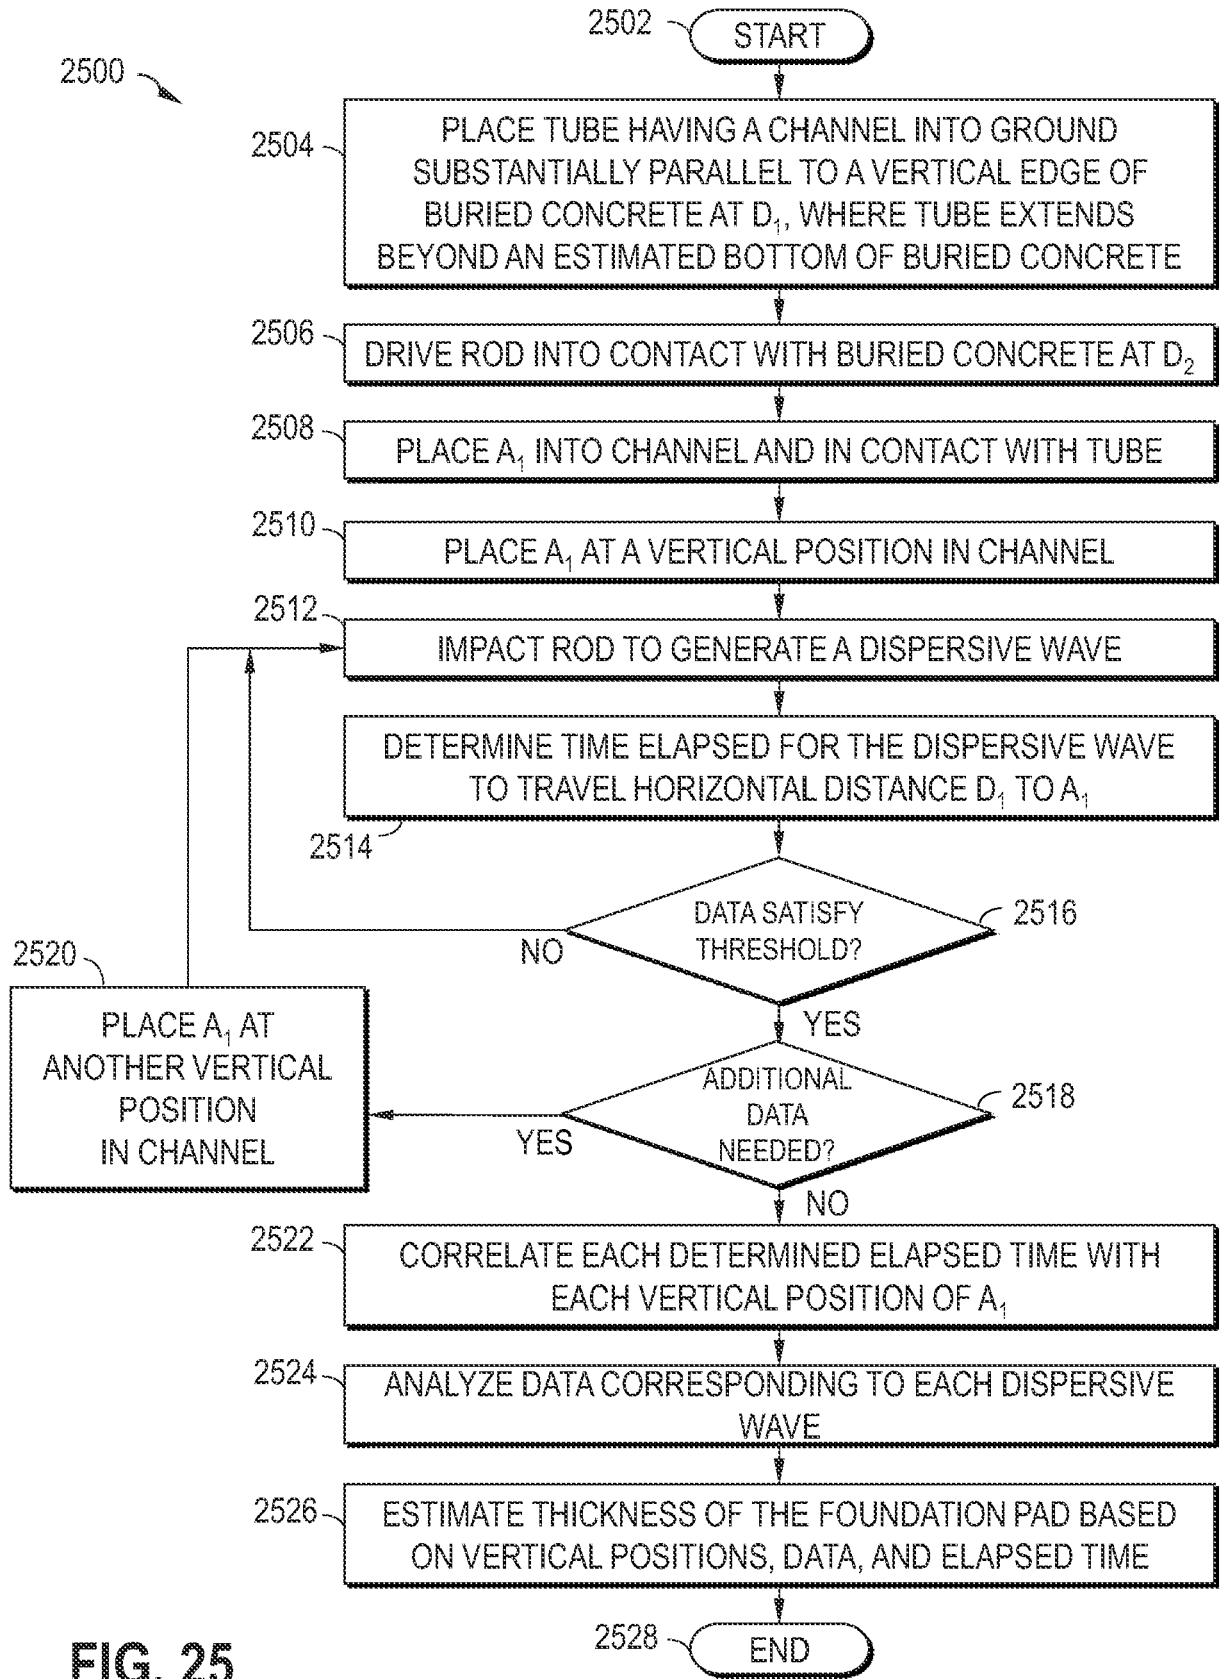 2502
START
2500
2504
PLACE TUBE HAVING A CHANNEL INTO GROUND
SUBSTANTIALLY PARALLEL TO A VERTICAL EDGE OF
BURIED CONCRETE AT D₁, WHERE TUBE EXTENDS
BEYOND AN ESTIMATED BOTTOM OF BURIED CONCRETE
2506
DRIVE ROD INTO CONTACT WITH BURIED CONCRETE AT D₂
2508
PLACE A₁ INTO CHANNEL AND IN CONTACT WITH TUBE
2510
PLACE A₁ AT A VERTICAL POSITION IN CHANNEL
2512
IMPACT ROD TO GENERATE A DISPERSIVE WAVE
DETERMINE TIME ELAPSED FOR THE DISPERSIVE WAVE
TO TRAVEL HORIZONTAL DISTANCE D₁ TO A₁
2514
DATA SATISFY
THRESHOLD?
2516
NO
YES
2520
PLACE A₁ AT
ANOTHER VERTICAL
POSITION
IN CHANNEL
ADDITIONAL
DATA
NEEDED?
2518
YES
NO
2522
CORRELATE EACH DETERMINED ELAPSED TIME WITH
EACH VERTICAL POSITION OF A₁
2524
ANALYZE DATA CORRESPONDING TO EACH DISPERSIVE
WAVE
2526
ESTIMATE THICKNESS OF THE FOUNDATION PAD BASED
ON VERTICAL POSITIONS, DATA, AND ELAPSED TIME
2528
END
FIG. 25